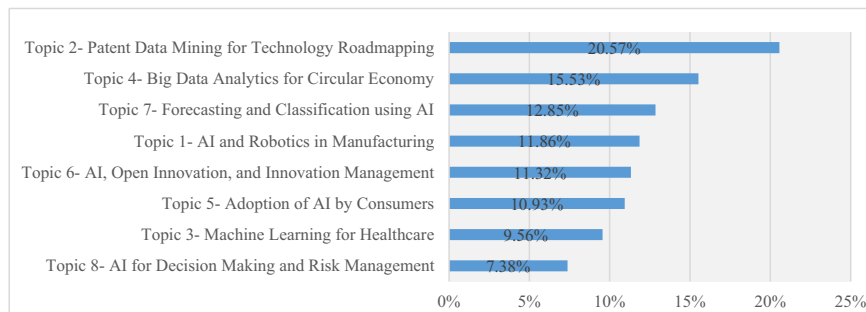 Topic 2- Patent Data Mining for Technology Roadmapping 20.57%
Topic 4- Big Data Analytics for Circular Economy 15.53%
Topic 7- Forecasting and Classification using AI 12.85%
Topic 1- AI and Robotics in Manufacturing 11.86%
Topic 6- AI, Open Innovation, and Innovation Management 11.32%
Topic 5- Adoption of AI by Consumers 10.93%
Topic 3- Machine Learning for Healthcare 9.56%
Topic 8- AI for Decision Making and Risk Management 7.38%
0% 5% 10% 15% 20% 25%